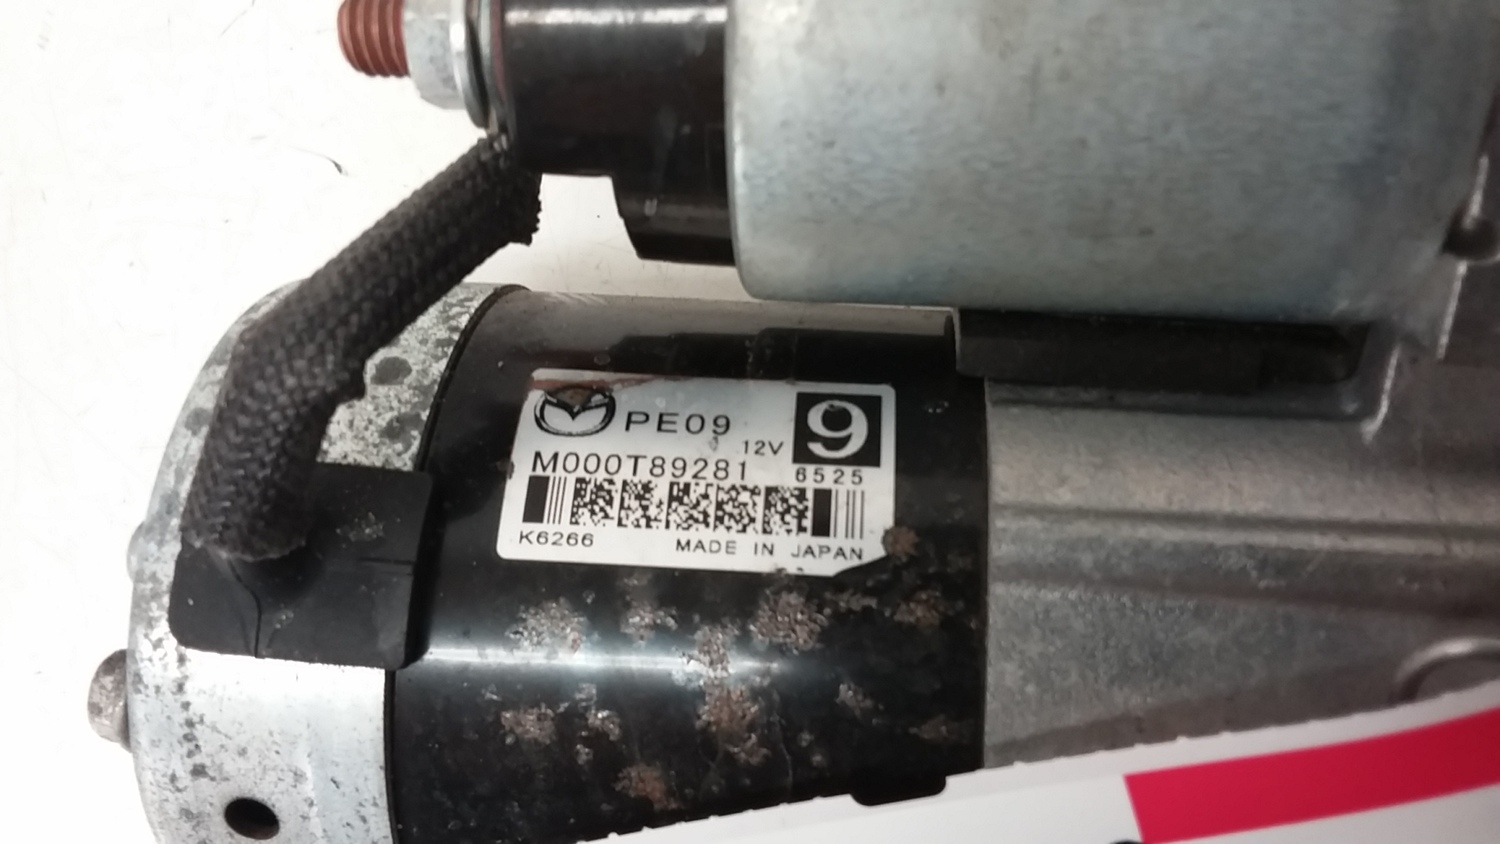 PE09
12V
9
M000T89281
6525
K6266
MADE IN JAPAN